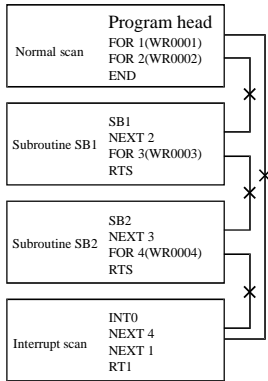 Normal scan
Program head
FOR 1(WR0001)
FOR 2(WR0002)
END
Subroutine SB1
SB1
NEXT 2
FOR 3(WR0003)
RTS
Subroutine SB2
SB2
NEXT 3
FOR 4(WR0004)
RTS
Interrupt scan
INT0
NEXT 4
NEXT 1
RT1